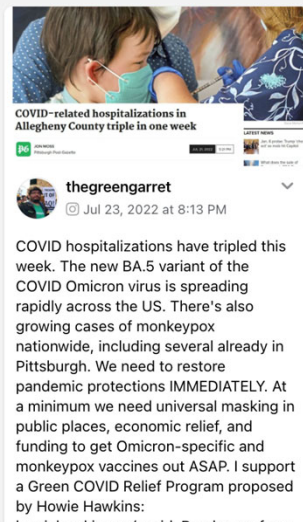 COVID-related hospitalizations in
Allegheny County triple in one week
LATEST NEWS
JON MOSS
Pittsburgh Post-Gazette
thegreengarret
Jul 23, 2022 at 8:13 PM
COVID hospitalizations have tripled this
week. The new BA.5 variant of the
COVID Omicron virus is spreading
rapidly across the US. There's also
growing cases of monkeypox
nationwide, including several already in
Pittsburgh. We need to restore
pandemic protections IMMEDIATELY. At
a minimum we need universal masking in
public places, economic relief, and
funding to get Omicron-specific and
monkeypox vaccines out ASAP. I support
a Green COVID Relief Program proposed
by Howie Hawkins: